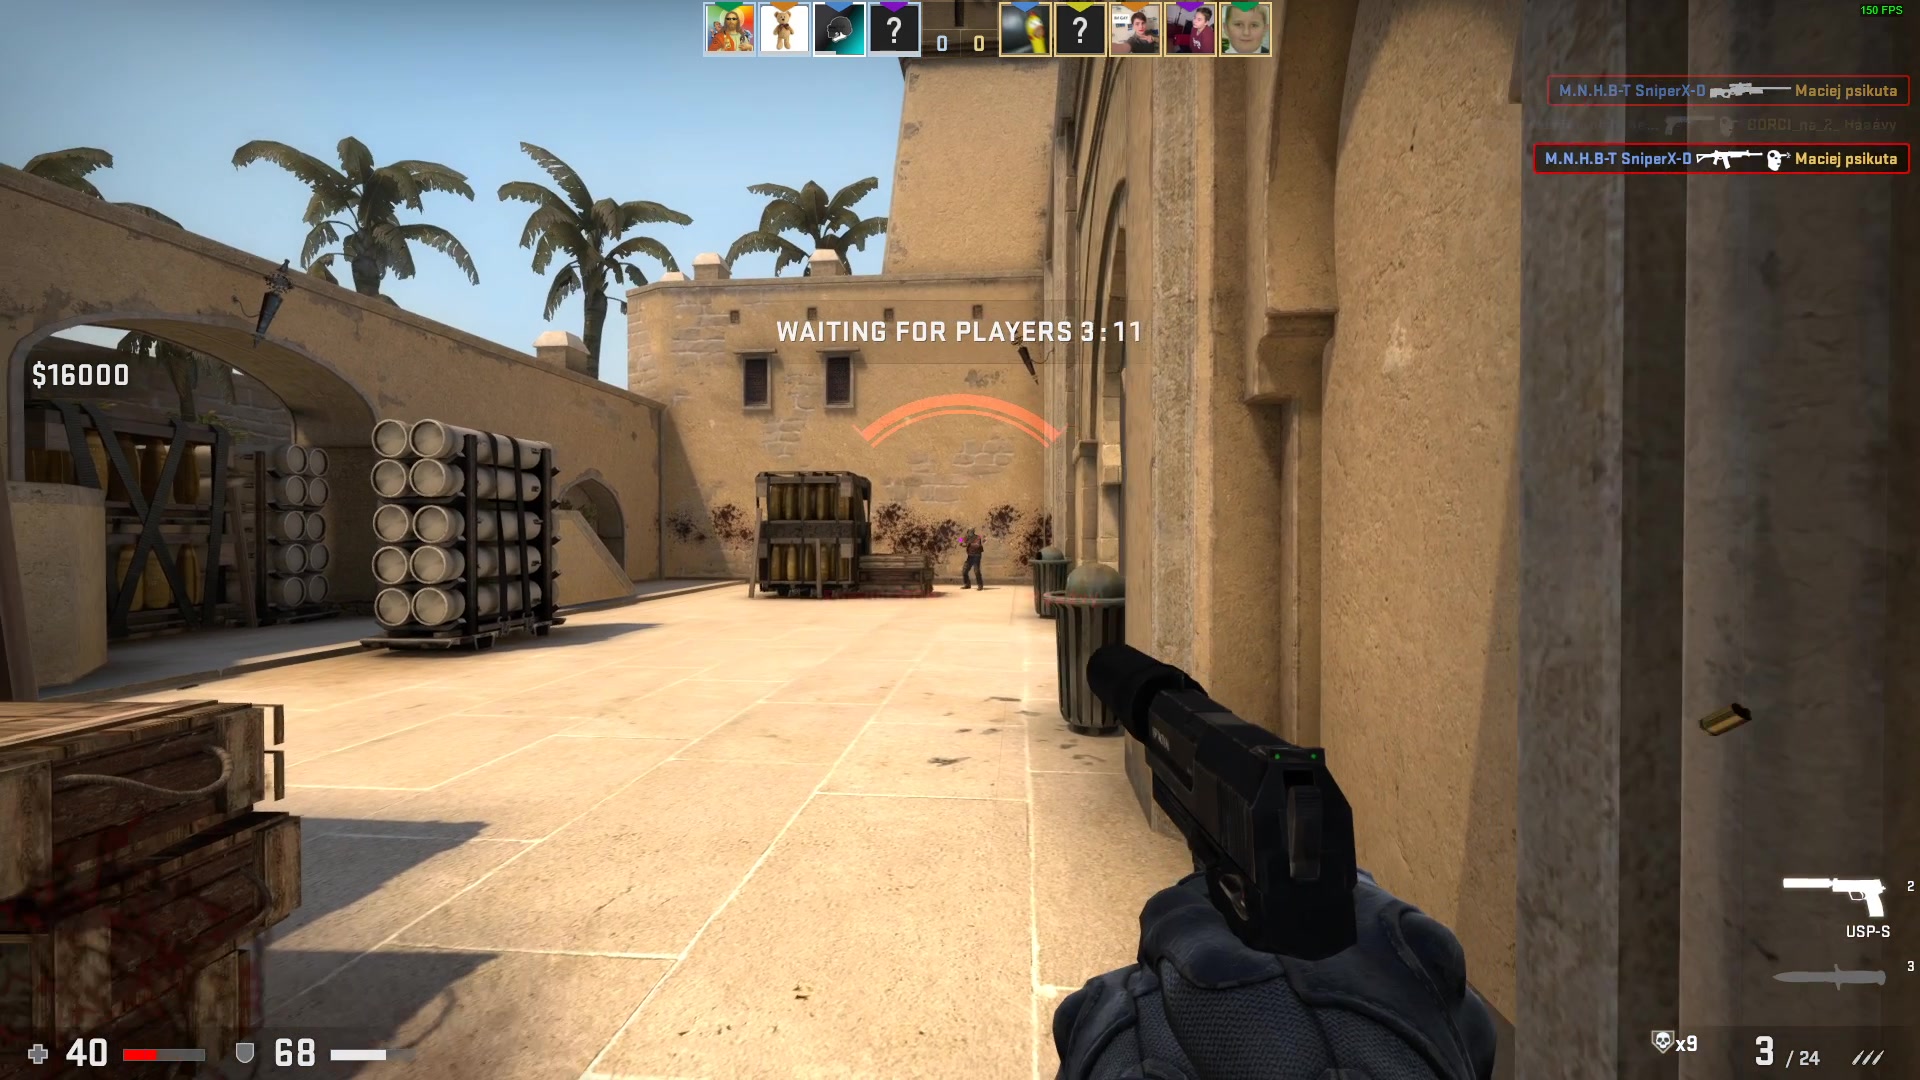 150 FPS
? 0 0 ?
M.N.H.B-T SniperX-D Maciej psikuta
BORCI_na_2_
M.N.H.B-T SniperX-D Maciej psikuta
WAITING FOR PLAYERS 3:11
$16000
2
USP-S
3
40 68 x9 3 / 24